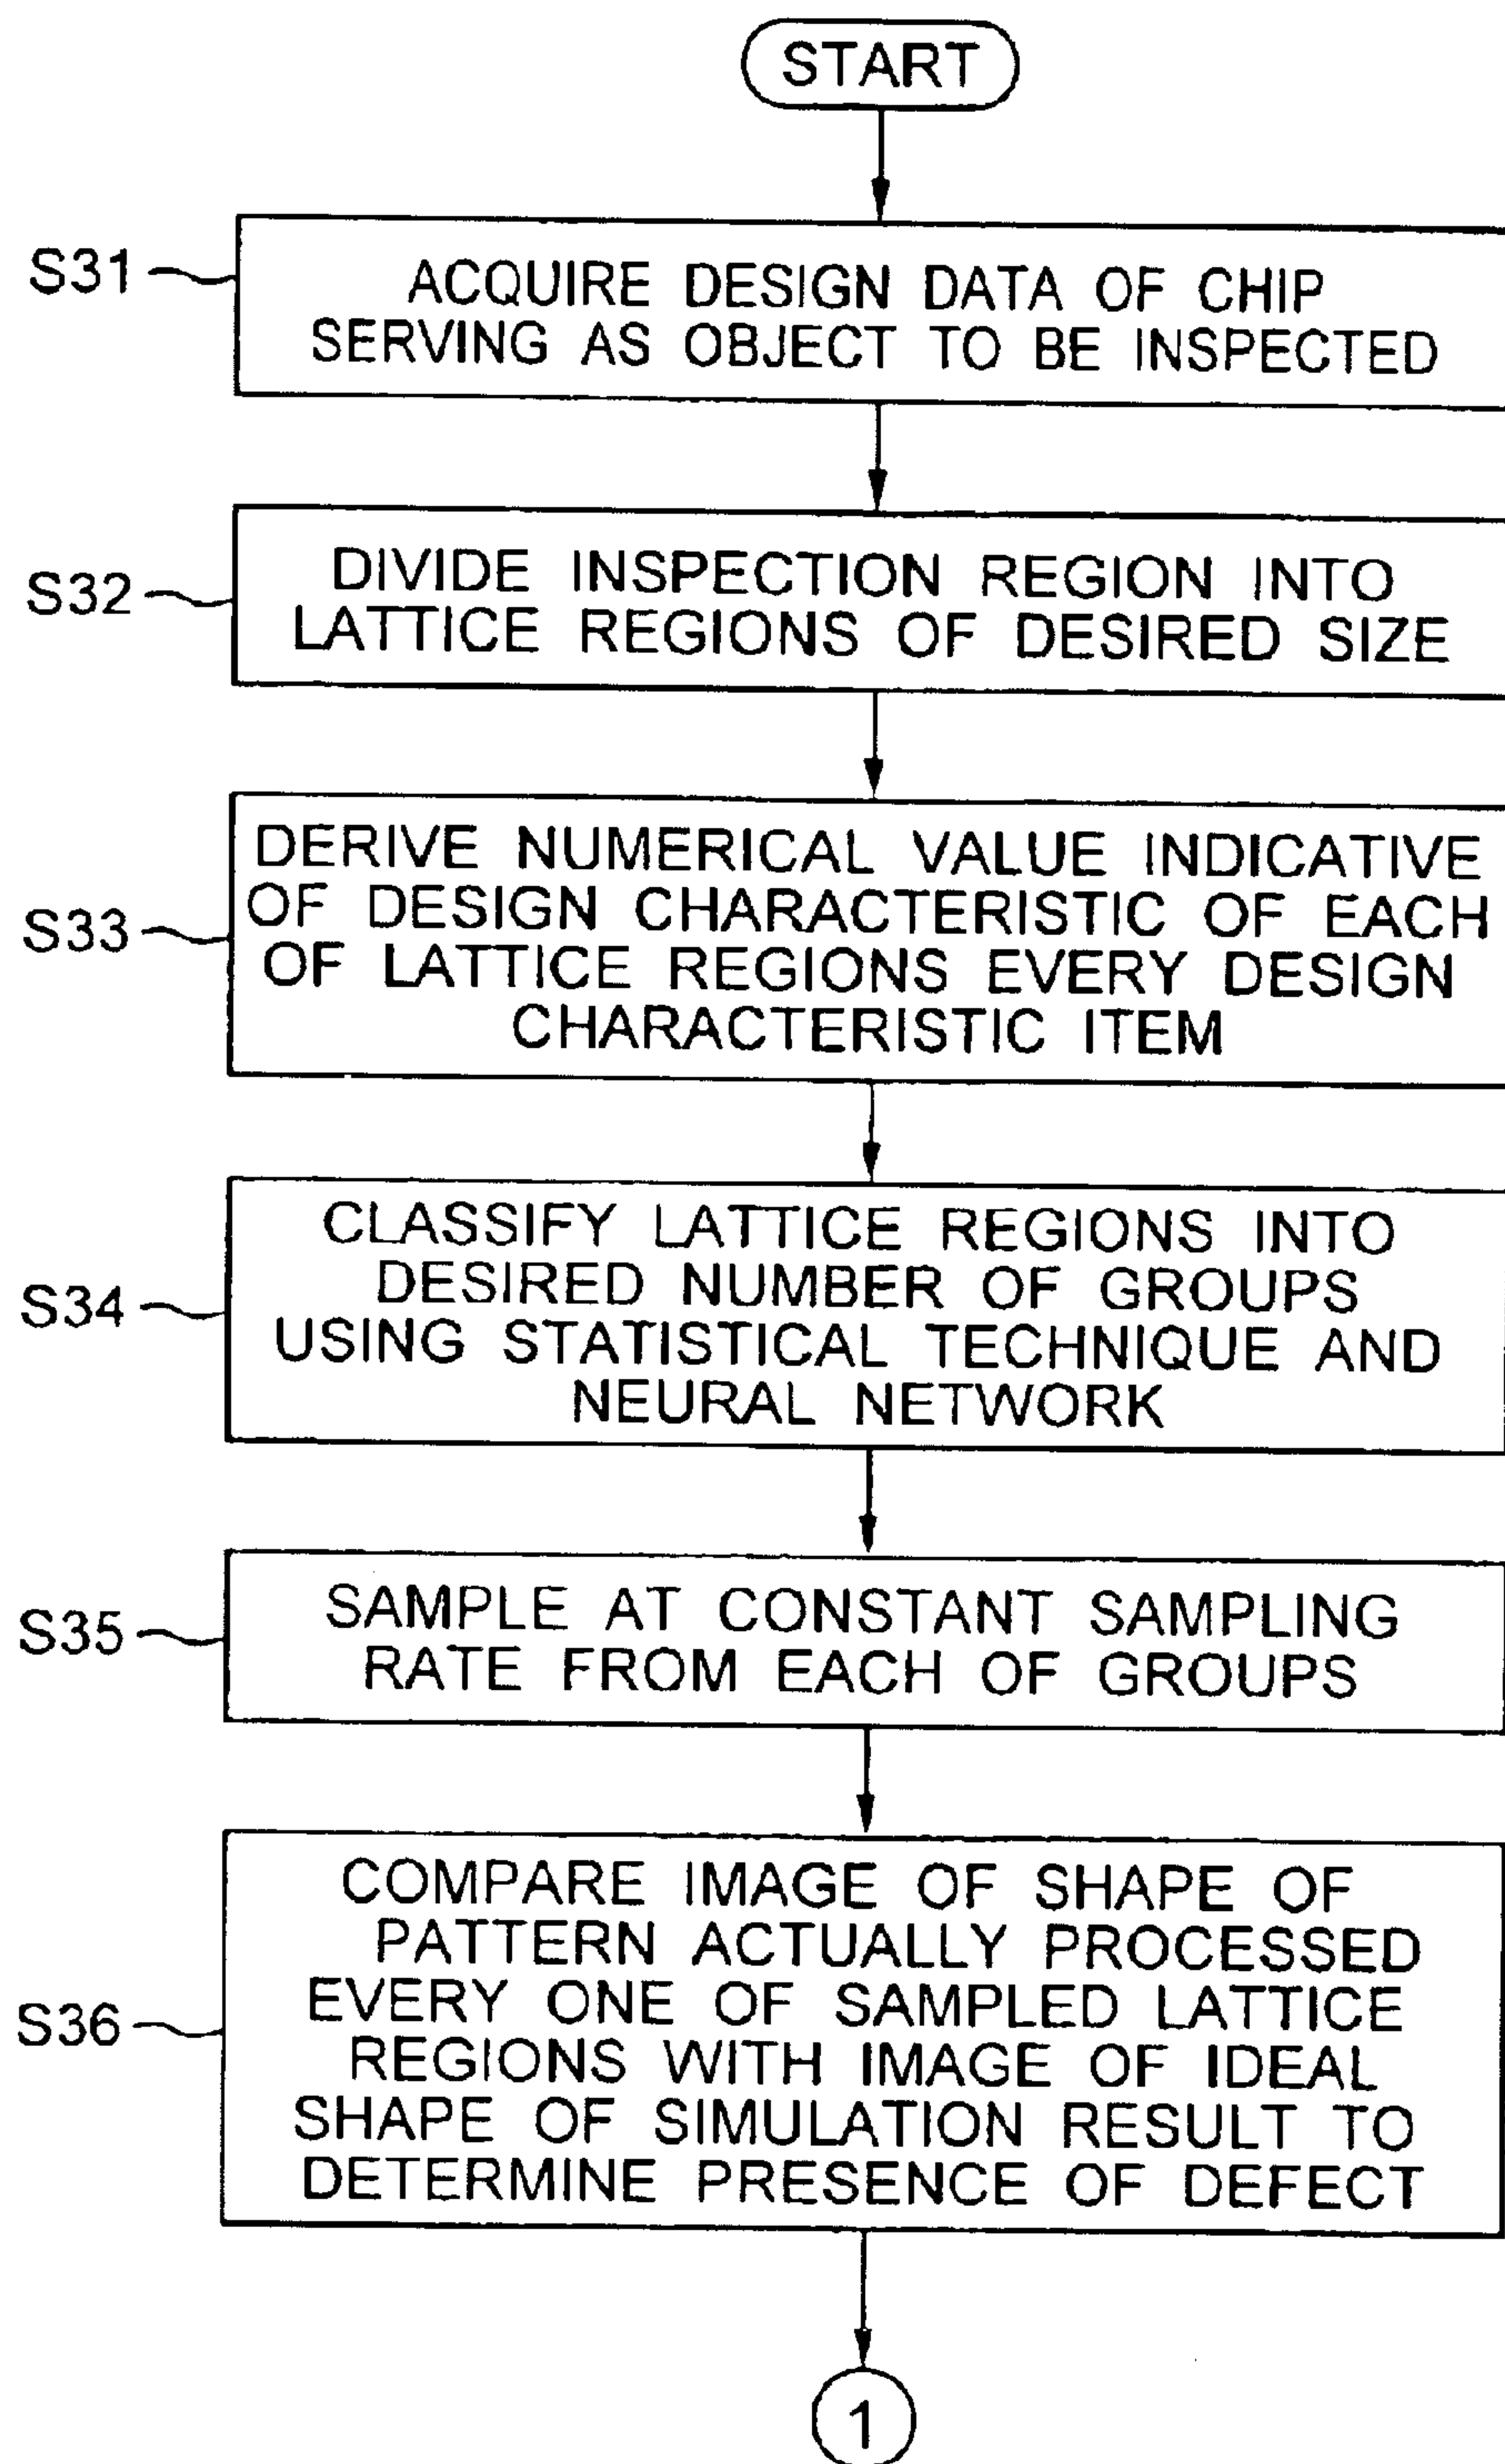 START
S31
ACQUIRE DESIGN DATA OF CHIP
SERVING AS OBJECT TO BE INSPECTED
S32
DIVIDE INSPECTION REGION INTO
LATTICE REGIONS OF DESIRED SIZE
S33
DERIVE NUMERICAL VALUE INDICATIVE
OF DESIGN CHARACTERISTIC OF EACH
OF LATTICE REGIONS EVERY DESIGN
CHARACTERISTIC ITEM
S34
CLASSIFY LATTICE REGIONS INTO
DESIRED NUMBER OF GROUPS
USING STATISTICAL TECHNIQUE AND
NEURAL NETWORK
S35
SAMPLE AT CONSTANT SAMPLING
RATE FROM EACH OF GROUPS
S36
COMPARE IMAGE OF SHAPE OF
PATTERN ACTUALLY PROCESSED
EVERY ONE OF SAMPLED LATTICE
REGIONS WITH IMAGE OF IDEAL
SHAPE OF SIMULATION RESULT TO
DETERMINE PRESENCE OF DEFECT
1